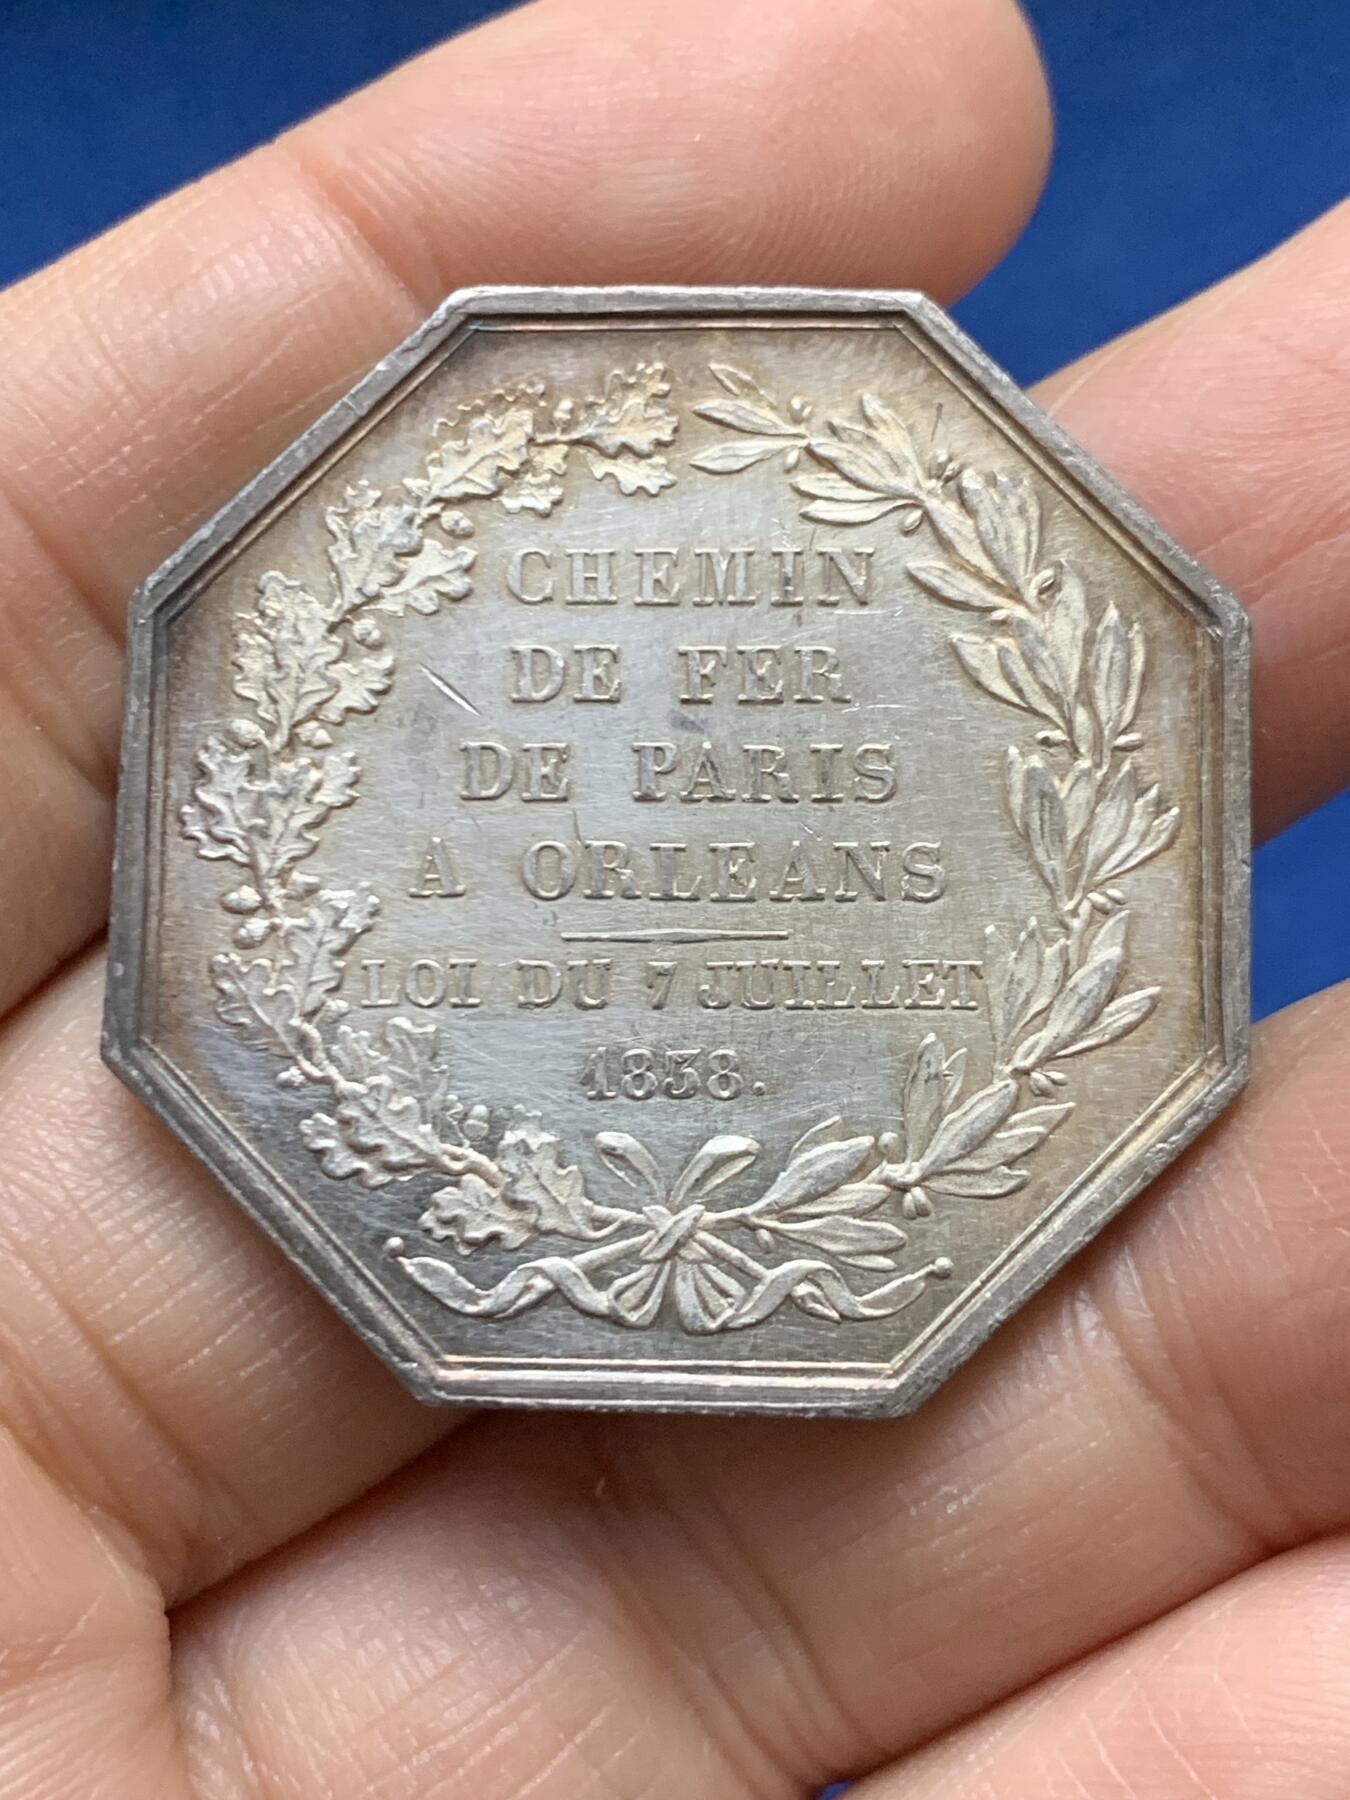 CHEMIN
DE FER
DE PARIS
A ORLEANS
LOI DU 7 JUILLET
1838.